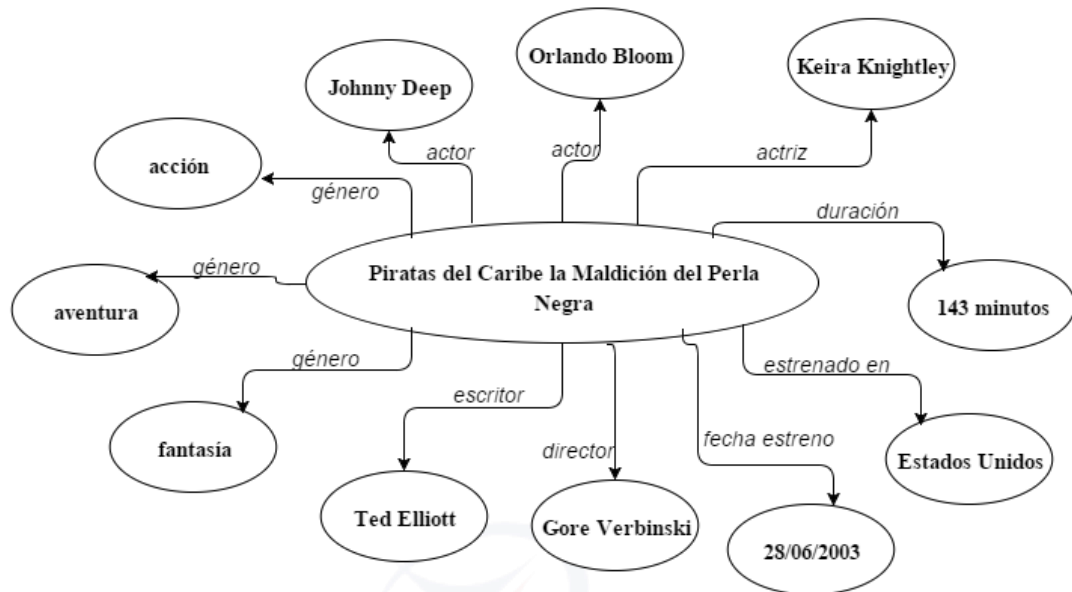 Orlando Bloom
Keira Knightley
Johnny Deep
actor
actor
actriz
acción
género
duración
género
Piratas del Caribe la Maldición del Perla
Negra
aventura
143 minutos
género
estrenado en
escritor
fantasía
director
fecha estreno
Estados Unidos
Ted Elliott
Gore Verbinski
28/06/2003